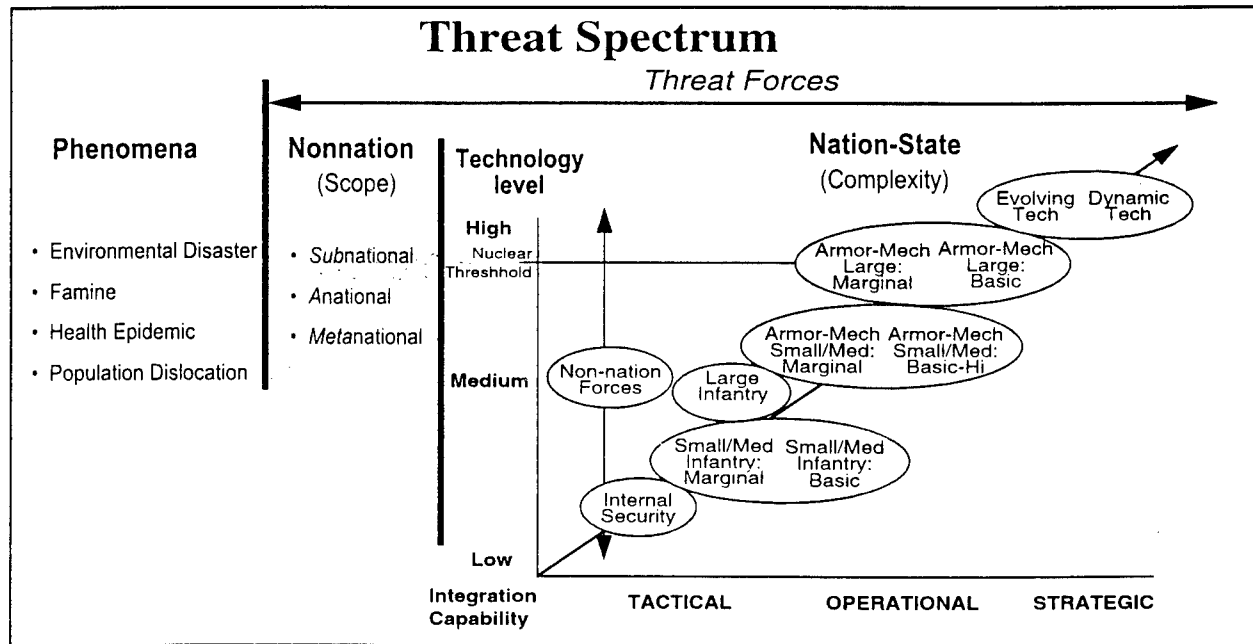 Threat Spectrum
Threat Forces
Phenomena
• Environmental Disaster
• Famine
• Health Epidemic
• Population Dislocation
Nonnation
(Scope)
• Subnational
• Anational
• Metanational
Technology
level
Nation-State
(Complexity)
High
Nuclear
Threshhold
Medium
Low
Evolving
Tech
Dynamic
Tech
Armor-Mech
Large:
Marginal
Armor-Mech
Large:
Basic
Armor-Mech
Small/Med:
Marginal
Armor-Mech
Small/Med:
Basic-Hi
Non-nation
Forces
Large
Infantry
Small/Med
Infantry:
Marginal
Small/Med
Infantry:
Basic
Internal
Security
Integration
Capability
TACTICAL
OPERATIONAL
STRATEGIC